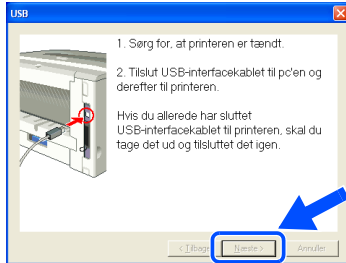 USB
1. Sørg for, at printeren er tændt.
2. Tilslut USB-interfacekablet til pc'en og
derefter til printeren.
Hvis du allerede har sluttet
USB-interfacekablet til printeren, skal du
tage det ud og tilsluttet det igen.
< Tilbage
Næste >
Annuller